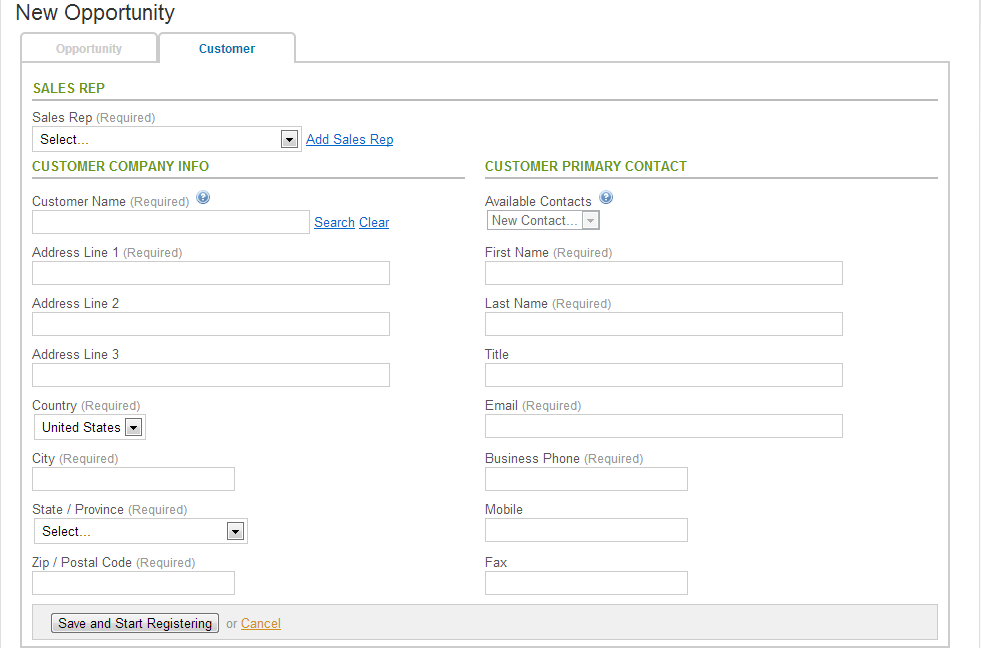 New Opportunity
Opportunity
Customer
SALES REP
Sales Rep (Required)
Select...
Add Sales Rep
CUSTOMER COMPANY INFO
Customer Name (Required) ?
Search Clear
Address Line 1 (Required)
Address Line 2
Address Line 3
Country (Required)
United States
City (Required)
State / Province (Required)
Select...
Zip / Postal Code (Required)
CUSTOMER PRIMARY CONTACT
Available Contacts ?
New Contact...
First Name (Required)
Last Name (Required)
Title
Email (Required)
Business Phone (Required)
Mobile
Fax
Save and Start Registering or Cancel